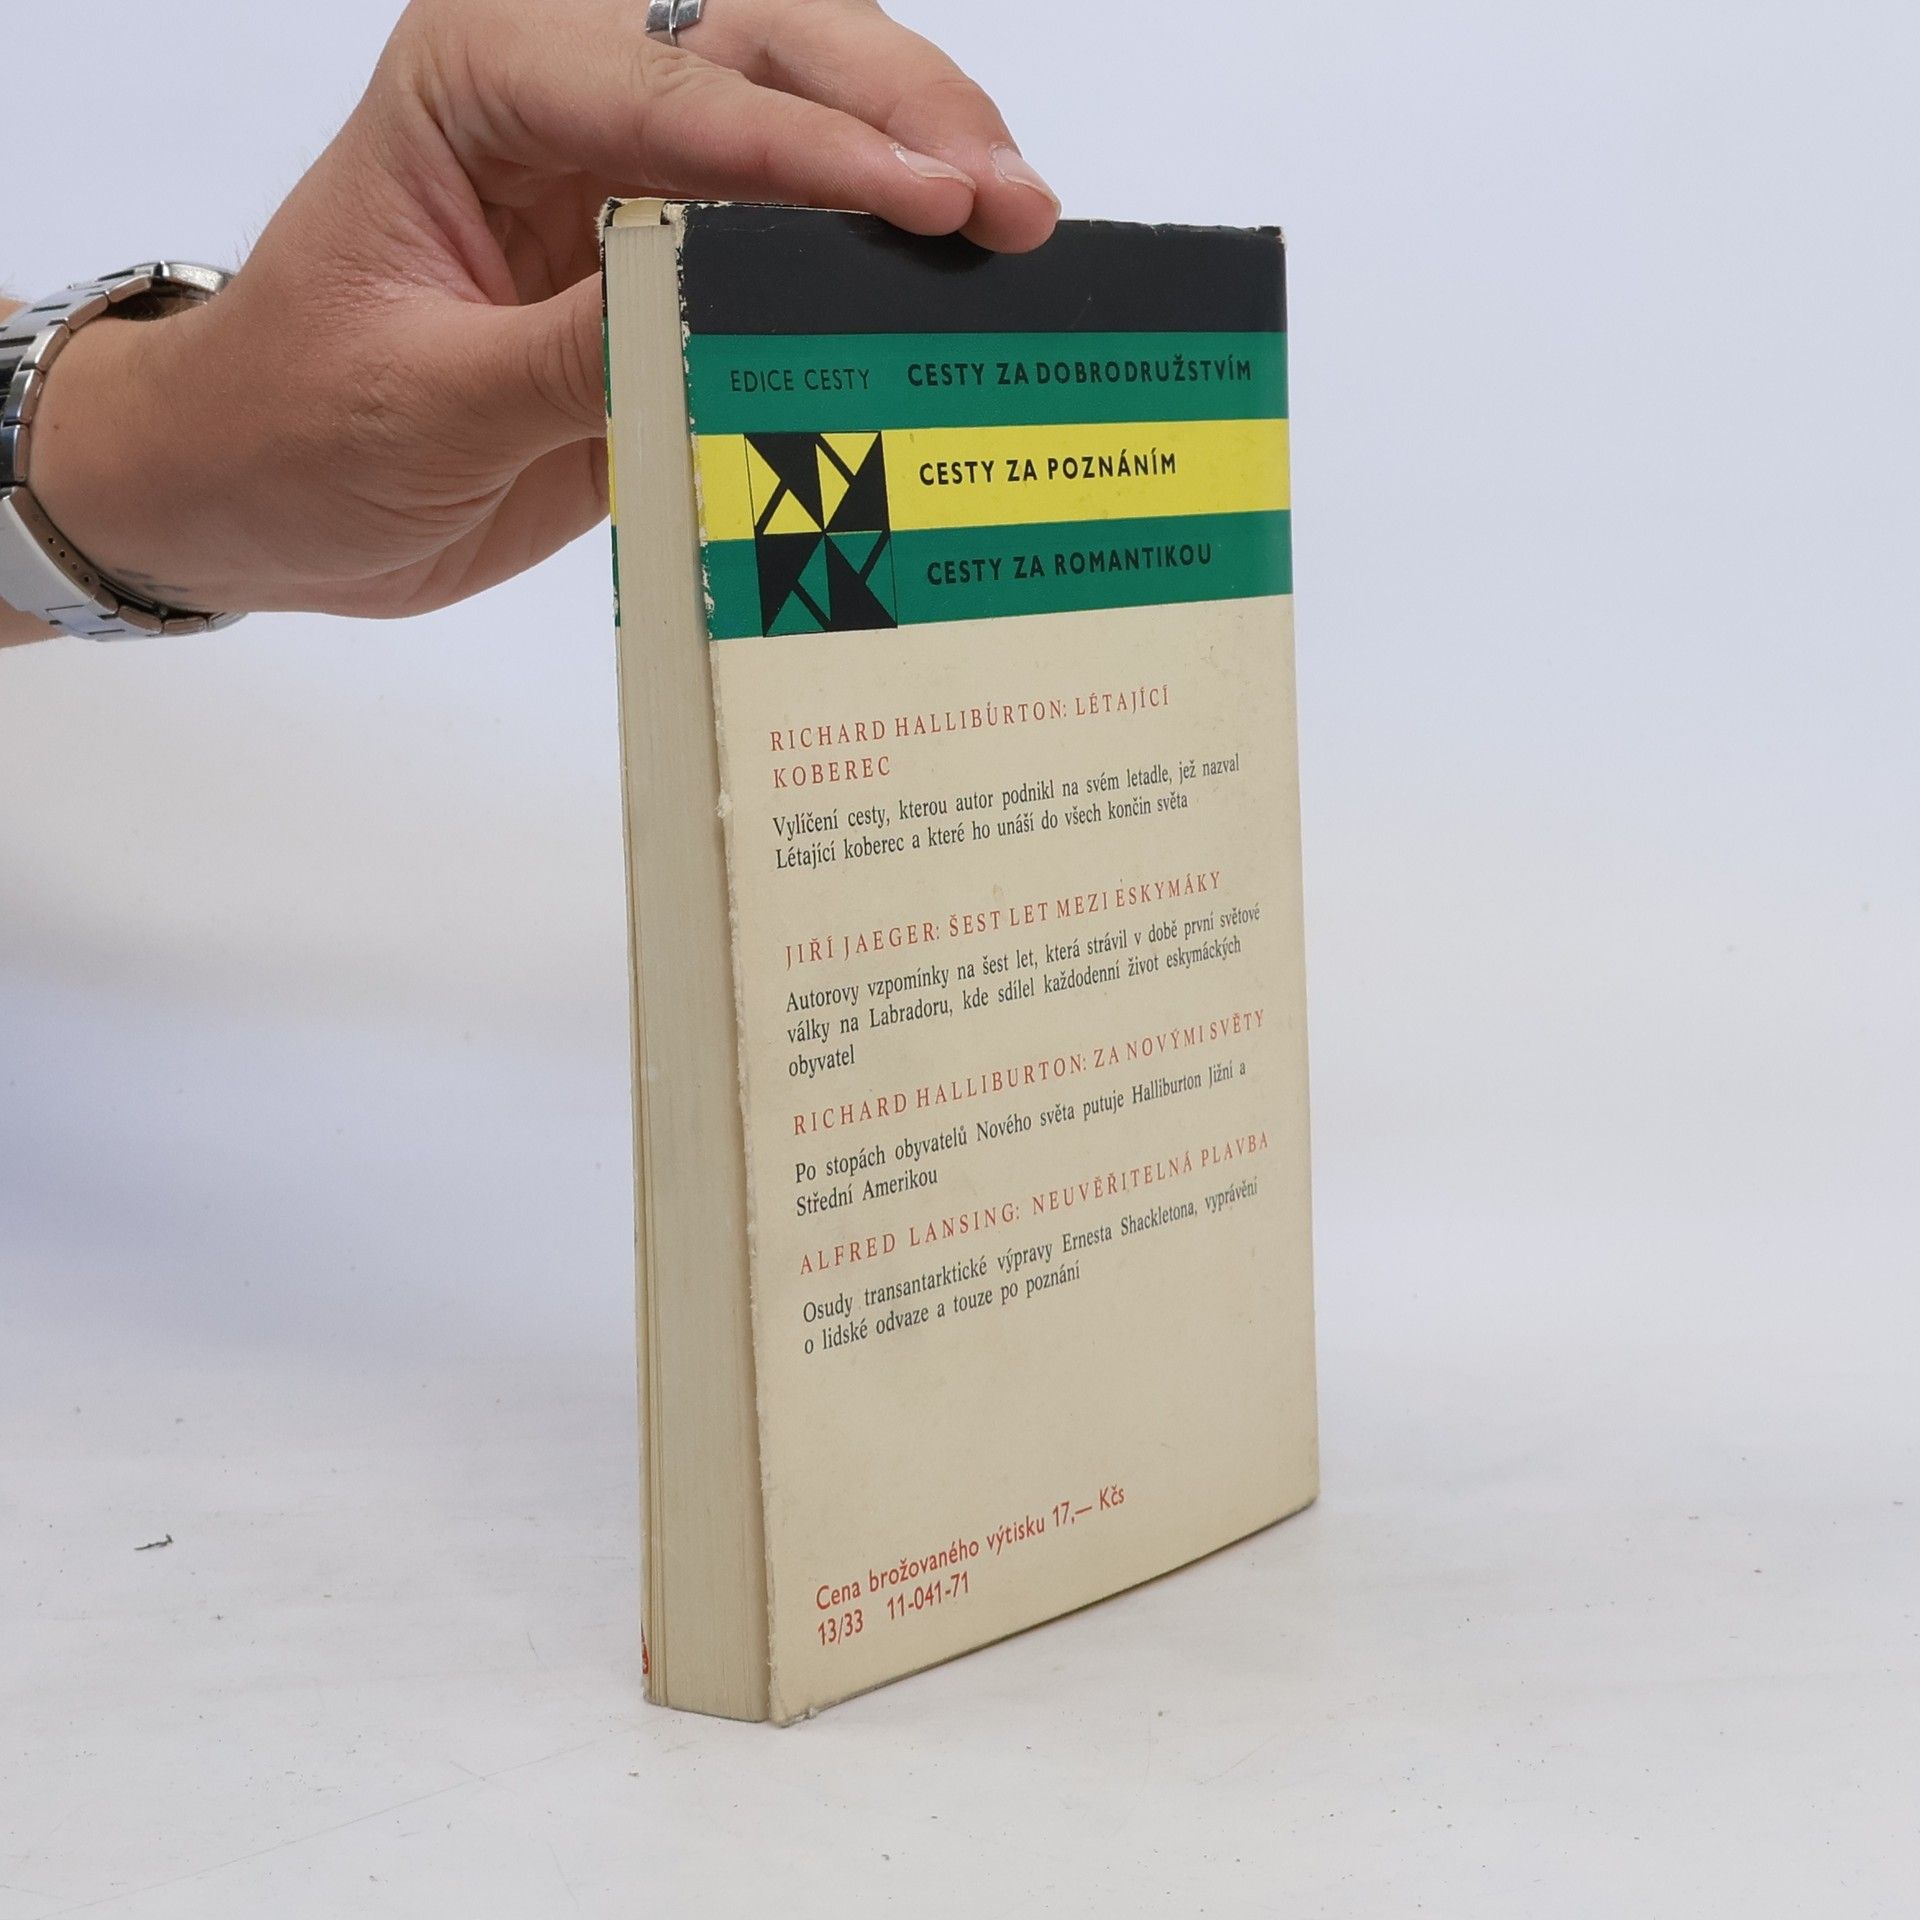 EDICE CESTY CESTY ZA DOBRODRUŽSTVÍM
CESTY ZA POZNÁNÍM
CESTY ZA ROMANTIKOU
RICHARD HALLIBURTON: LÉTAJÍCÍ
KOBEREC
Vylíčení cesty, kterou autor podnikl na svém letadle, jež nazval
Létající koberec a které ho unáší do všech končin světa
JIŘÍ JAEGER: ŠEST LET MEZI ESKYMÁKY
Autorovy vzpomínky na šest let, která strávil v době první světové
války na Labradoru, kde sdílel každodenní život eskymáckých
obyvatel
RICHARD HALLIBURTON: ZA NOVÝMI SVĚTY
Po stopách obyvatelů Nového světa putuje Halliburton Jižní a
Střední Amerikou
ALFRED LANSING: NEUVĚŘITELNÁ PLAVBA
Osudy transantarktické výpravy Ernesta Shackletona, vyprávění
o lidské odvaze a touze po poznání
Cena brožovaného výtisku 17,— Kčs
13/33 11-041-71